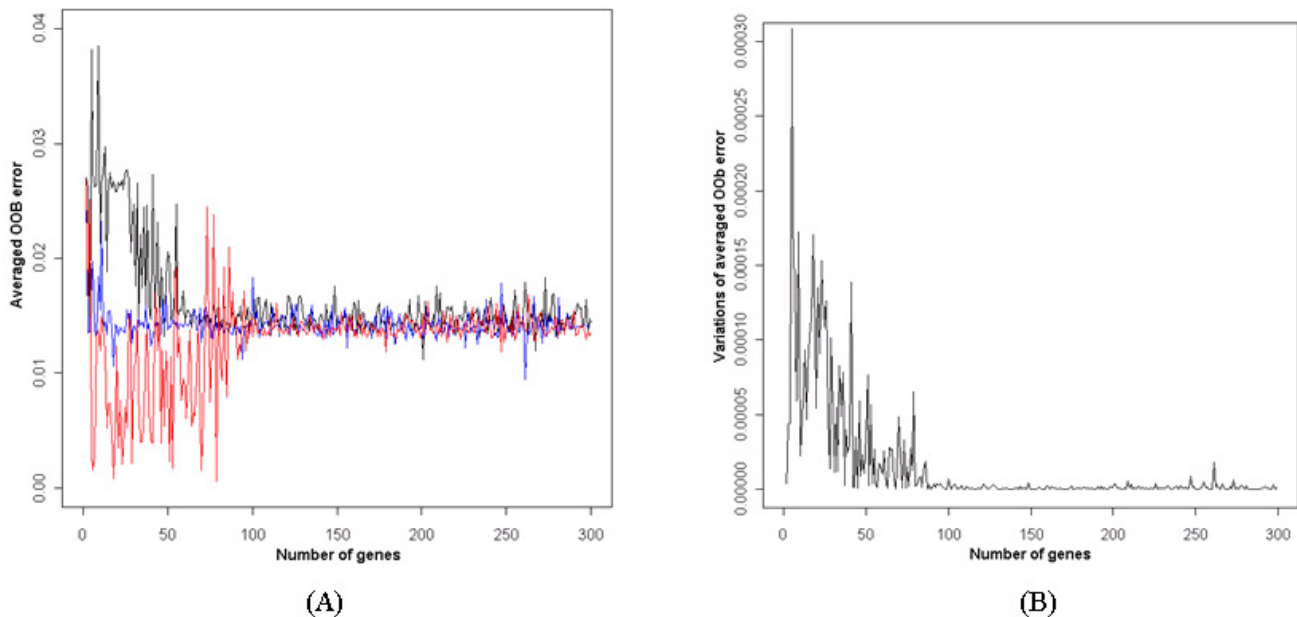 Averaged OOB error
0.04
0.03
0.02
0.01
0.00
0 50 100 150 200 250 300
Number of genes
(A)
Variations of averaged OOb error
0.00030
0.00025
0.00020
0.00015
0.00010
0.00005
0.00000
0 50 100 150 200 250 300
Number of genes
(B)